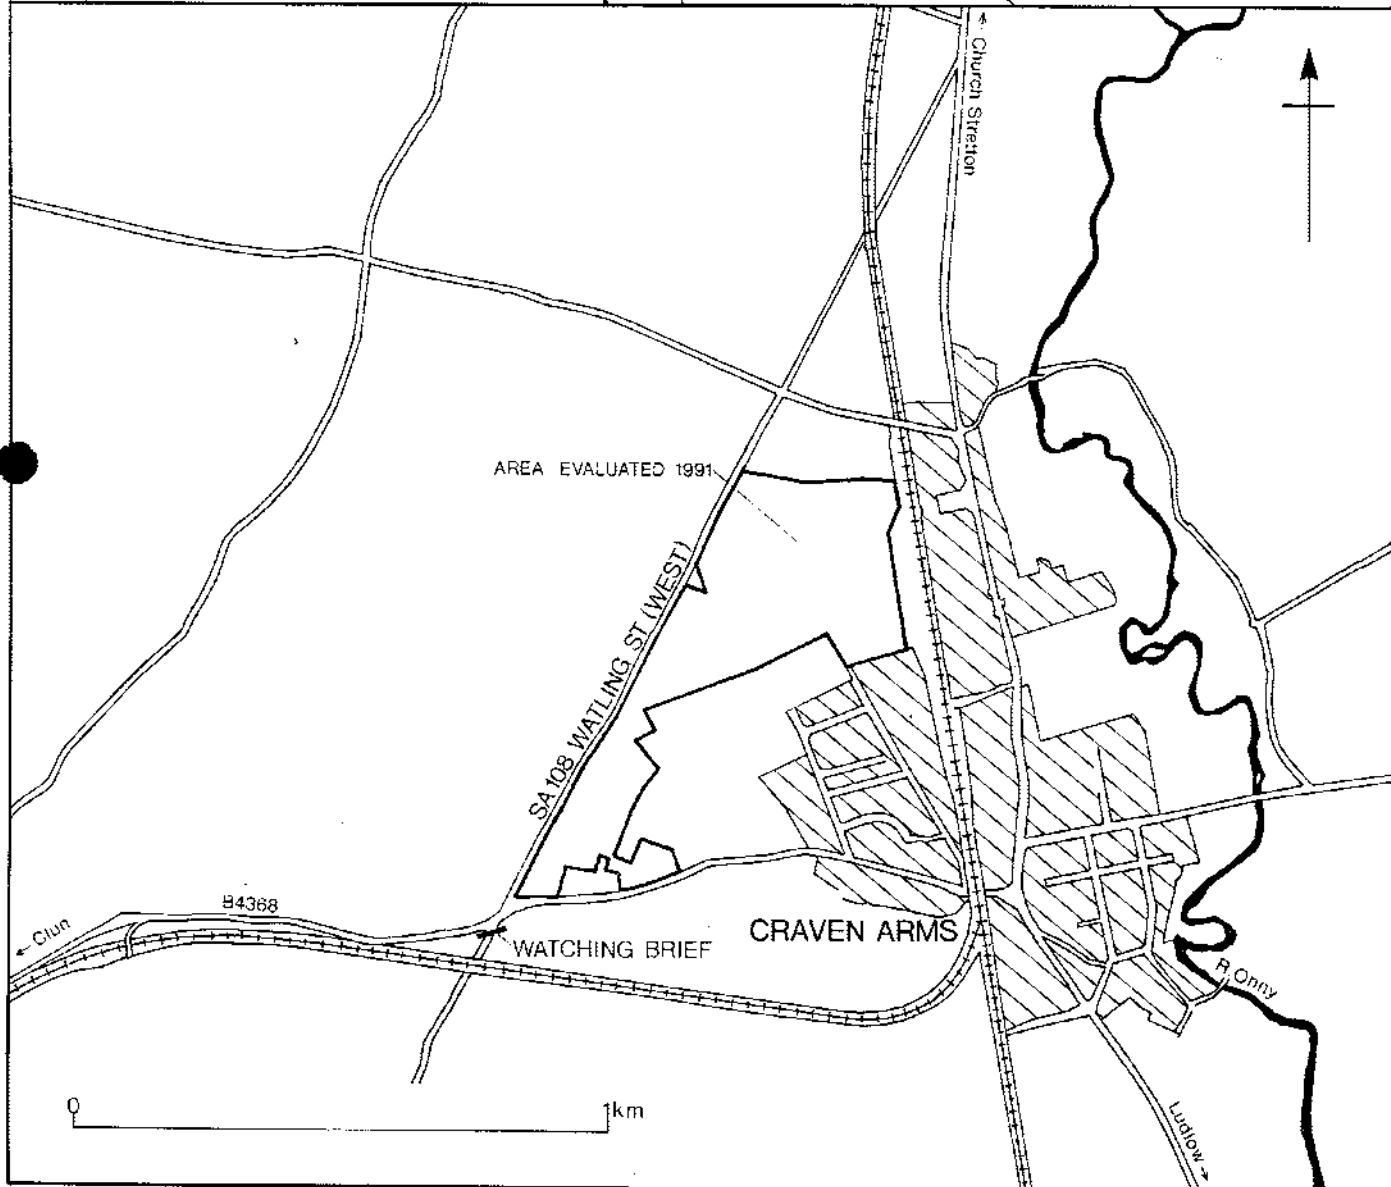 Church Stretton
AREA EVALUATED 1991
SA108 WATLING ST (WEST)
B4368
Clun
WATCHING BRIEF
CRAVEN ARMS
R Onny
Ludlow
0
1km